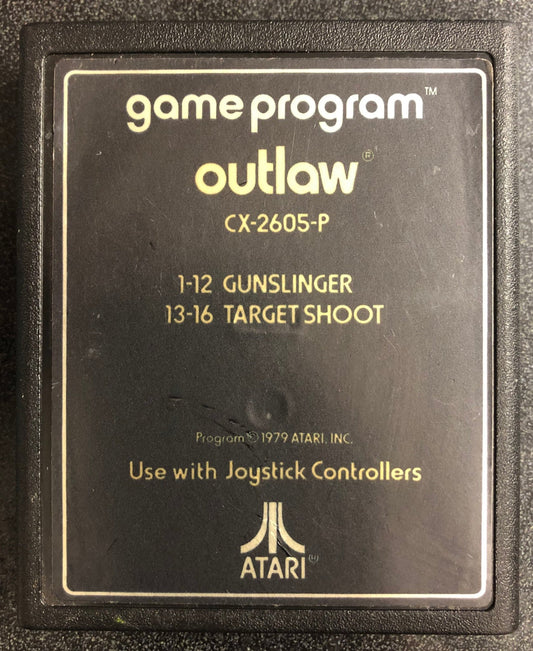 game program™
outlaw®
CX-2605-P
1-12 GUNSLINGER
13-16 TARGET SHOOT
Program © 1979 ATARI, INC.
Use with Joystick Controllers
ATARI